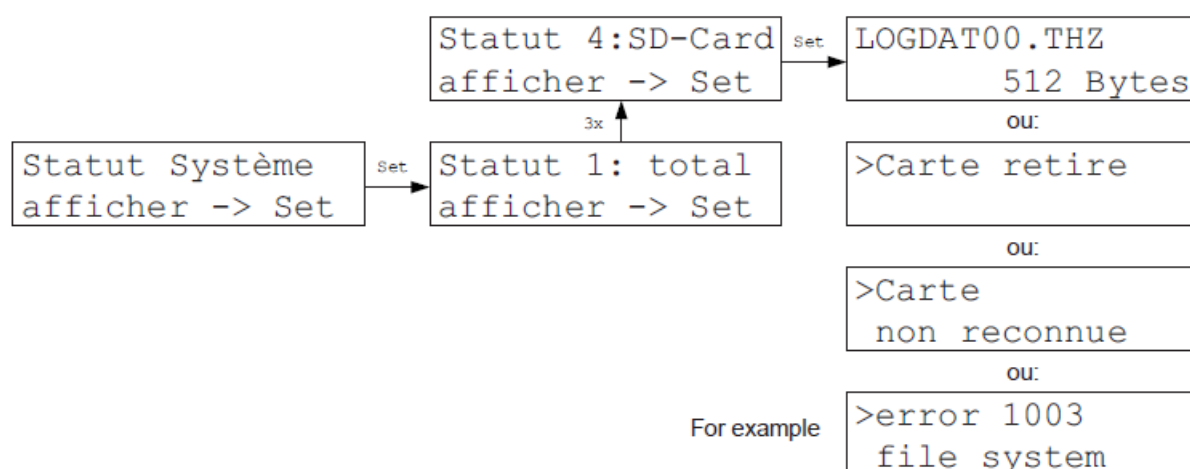 Statut 4:SD-Card
afficher -> Set
Set
LOGDAT00.THZ
512 Bytes
ou:
3x
Statut Système
afficher -> Set
Set
Statut 1: total
afficher -> Set
>Carte retire
ou:
>Carte
non reconnue
ou:
For example
>error 1003
file system